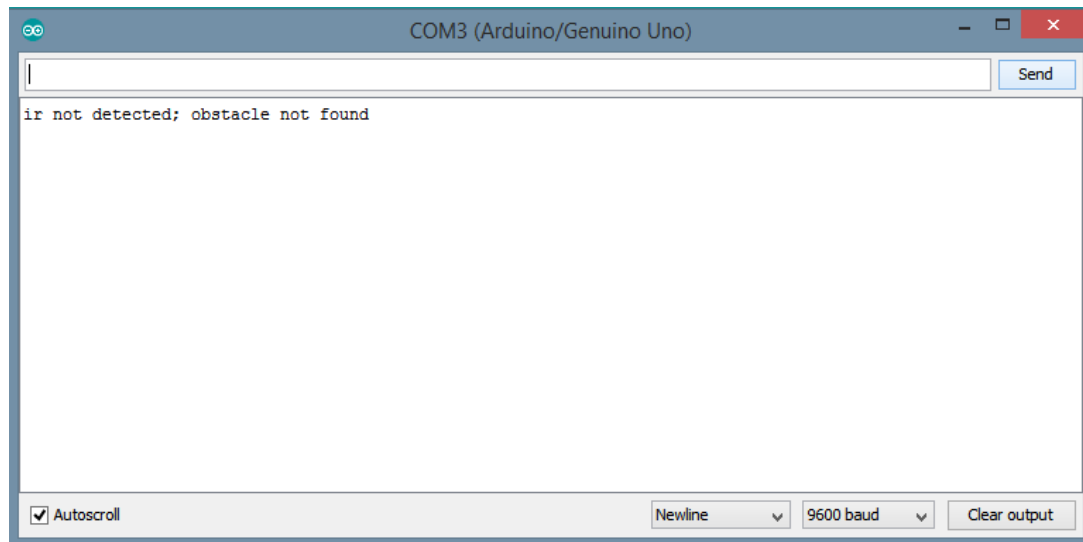 COM3 (Arduino/Genuino Uno)
Send
ir not detected; obstacle not found
Autoscroll
Newline
9600 baud
Clear output